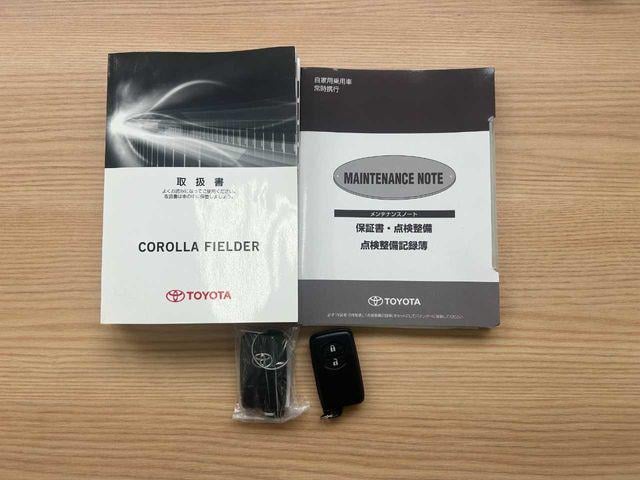 取扱書
よくお読みになってご使用ください。
取扱書は車の中に保管しましょう。
COROLLA FIELDER
TOYOTA
自家用乗用車
常時携行
MAINTENANCE NOTE
メンテナンスノート
保証書・点検整備
点検整備記録簿
TOYOTA